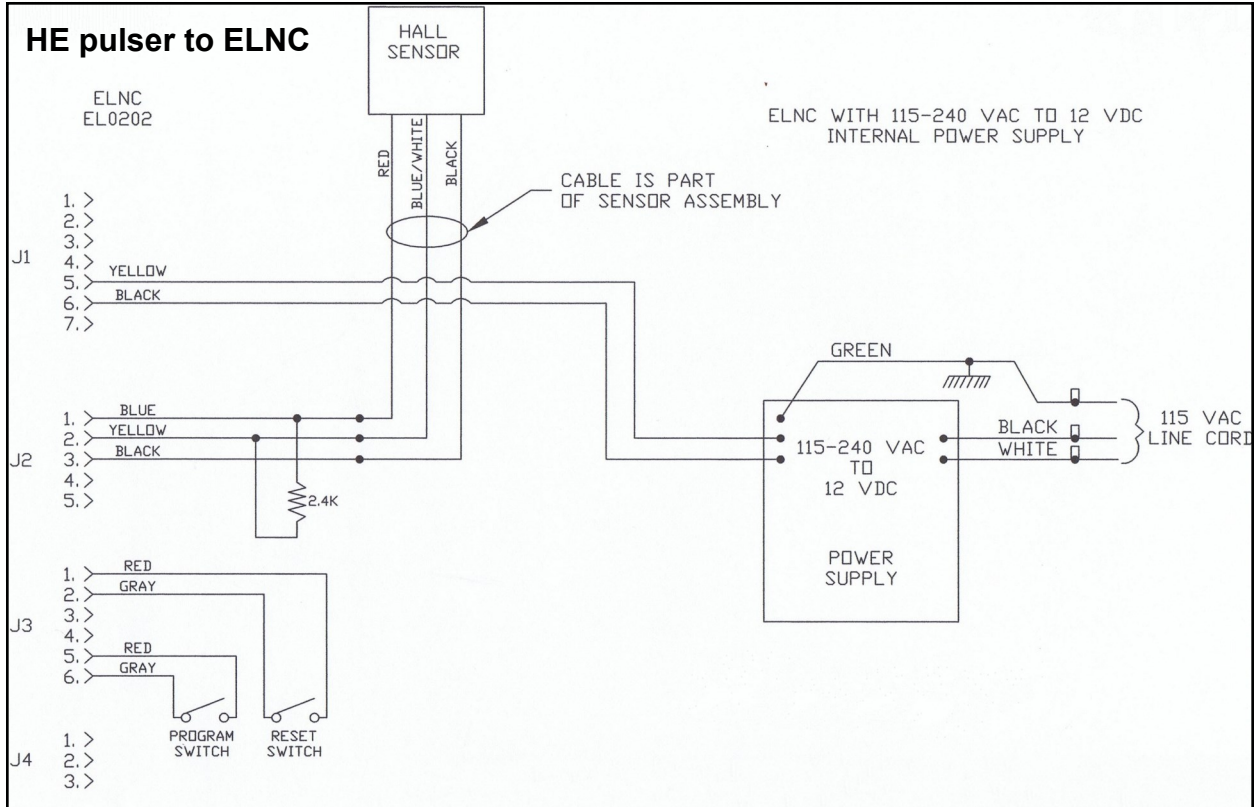 HE pulser to ELNC
HALL
SENSOR
ELNC
EL0202
ELNC WITH 115-240 VAC TO 12 VDC
INTERNAL POWER SUPPLY
RED
BLUE/WHITE
BLACK
CABLE IS PART
OF SENSOR ASSEMBLY
J1
1.
2.
3.
4.
5. YELLOW
6. BLACK
7.
GREEN
BLACK
WHITE
115 VAC
LINE CORD
115-240 VAC
TO
12 VDC
POWER
SUPPLY
J2
1. BLUE
2. YELLOW
3. BLACK
4.
5.
2.4K
J3
1. RED
2. GRAY
3.
4.
5. RED
6. GRAY
PROGRAM
SWITCH
RESET
SWITCH
J4
1.
2.
3.